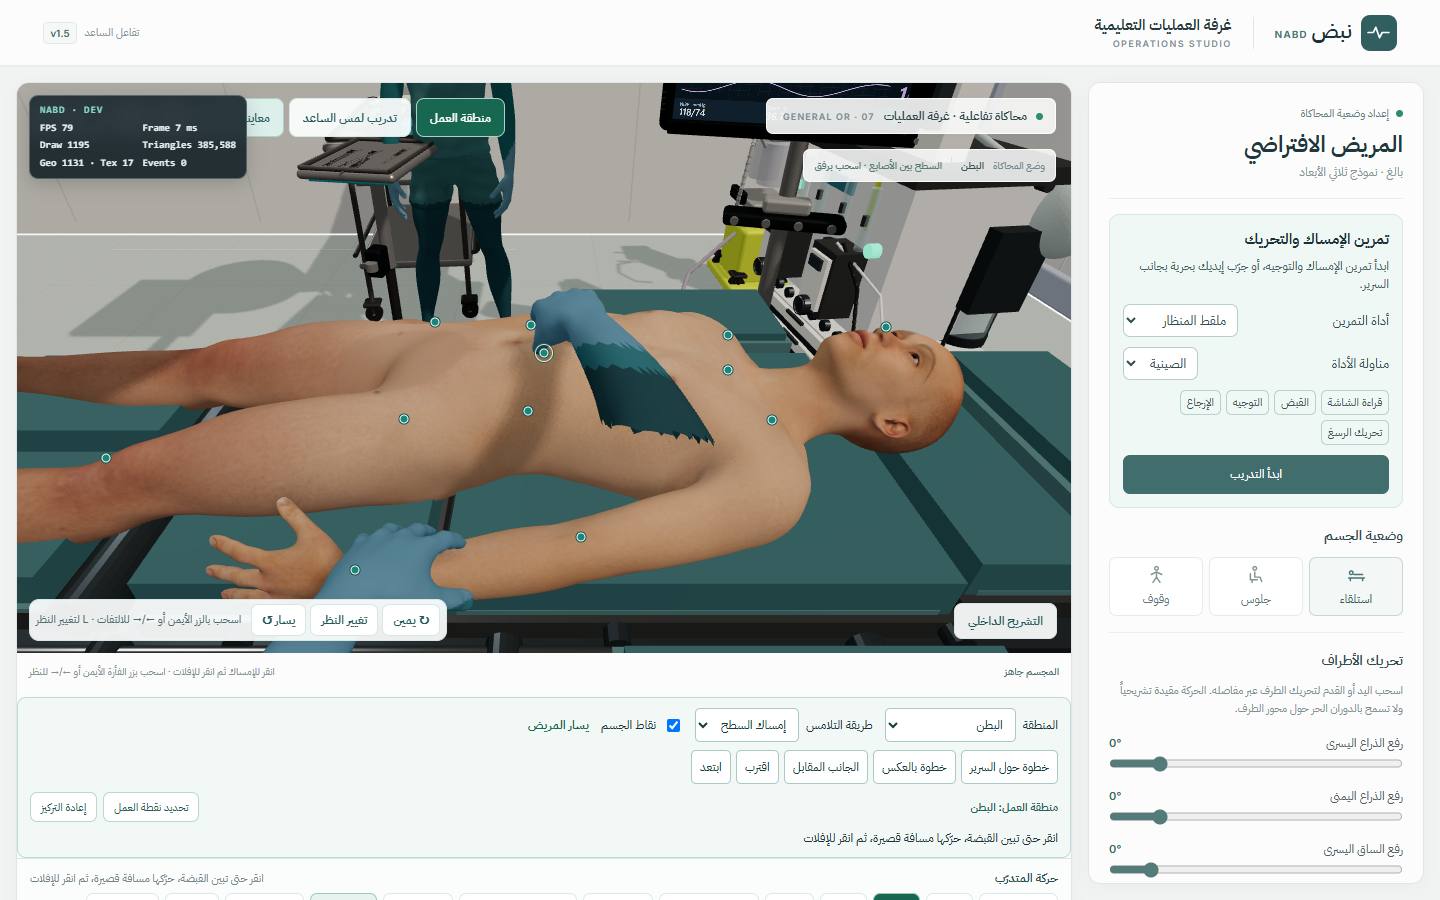 نبض NABD
غرفة العمليات التعليمية
OPERATIONS STUDIO
تفاعل الساعد
v1.5
إعداد وضعية المحاكاة
المريض الافتراضي
بالغ · نموذج ثلاثي الأبعاد
تمرين الإمساك والتحريك
ابدأ تمرين الإمساك والتوجيه، أو جرّب إيديك بحرية بجانب
السرير.
أداة التمرين
ملقط المنظار
مناولة الأداة
الصينية
قراءة الشاشة
القبض
التوجيه
الإرجاع
تحريك الرسغ
ابدأ التدريب
وضعية الجسم
استلقاء
جلوس
وقوف
تحريك الأطراف
اسحب اليد أو القدم لتحريك الطرف عبر مفاصله. الحركة مقيدة تشريحياً
ولا تسمح بالدوران الحر حول محور الطرف.
رفع الذراع اليسرى
0°
رفع الذراع اليمنى
0°
رفع الساق اليسرى
0°
محاكاة تفاعلية · غرفة العمليات
GENERAL OR · 07
وضع المحاكاة
البطن
السطح بين الأصابع · اسحب برفق
118/74
منطقة العمل
تدريب لمس الساعد
NABD · DEV
FPS 79 Frame 7 ms
Draw 1195 Triangles 385,588
Geo 1131 · Tex 17 Events 0
التشريح الداخلي
↻ يمين
تغيير النظر
يسار ↺
اسحب بالزر الأيمن أو ←/→ للالتفات · L لتغيير النظر
المجسم جاهز
انقر للإمساك ثم انقر للإفلات · اسحب بزر الفأرة الأيمن أو ←/→ للنظر
المنطقة
البطن
طريقة التلامس
إمساك السطح
نقاط الجسم
يسار المريض
خطوة حول السرير
خطوة بالعكس
الجانب المقابل
اقترب
ابتعد
منطقة العمل: البطن
تحديد نقطة العمل
إعادة التركيز
انقر حتى تبين القبضة، حرّكها مسافة قصيرة، ثم انقر للإفلات
حركة المتدرّب
انقر حتى تبين القبضة، حرّكها مسافة قصيرة، ثم انقر للإفلات